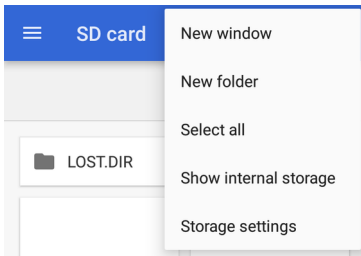 SD card
New window
New folder
Select all
LOST.DIR
Show internal storage
Storage settings